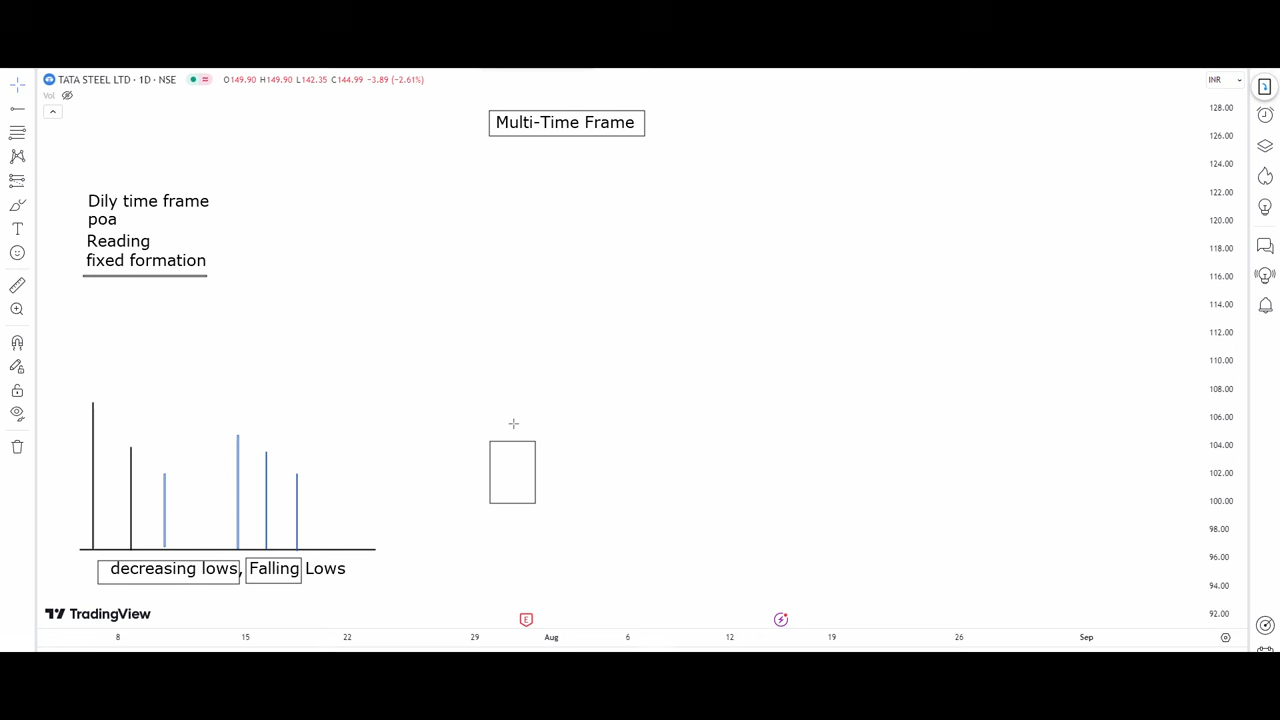 TATA STEEL LTD · 1D · NSE
O149.90 H149.90 L142.35 C144.99 −3.89 (−2.61%)
INR
Vol
Multi-Time Frame
128.00
126.00
124.00
122.00
120.00
118.00
116.00
114.00
112.00
110.00
108.00
106.00
104.00
102.00
100.00
98.00
96.00
94.00
92.00
Dily time frame
poa
Reading
fixed formation
decreasing lows, Falling Lows
TradingView
E
8 15 22 29 Aug 6 12 19 26 Sep